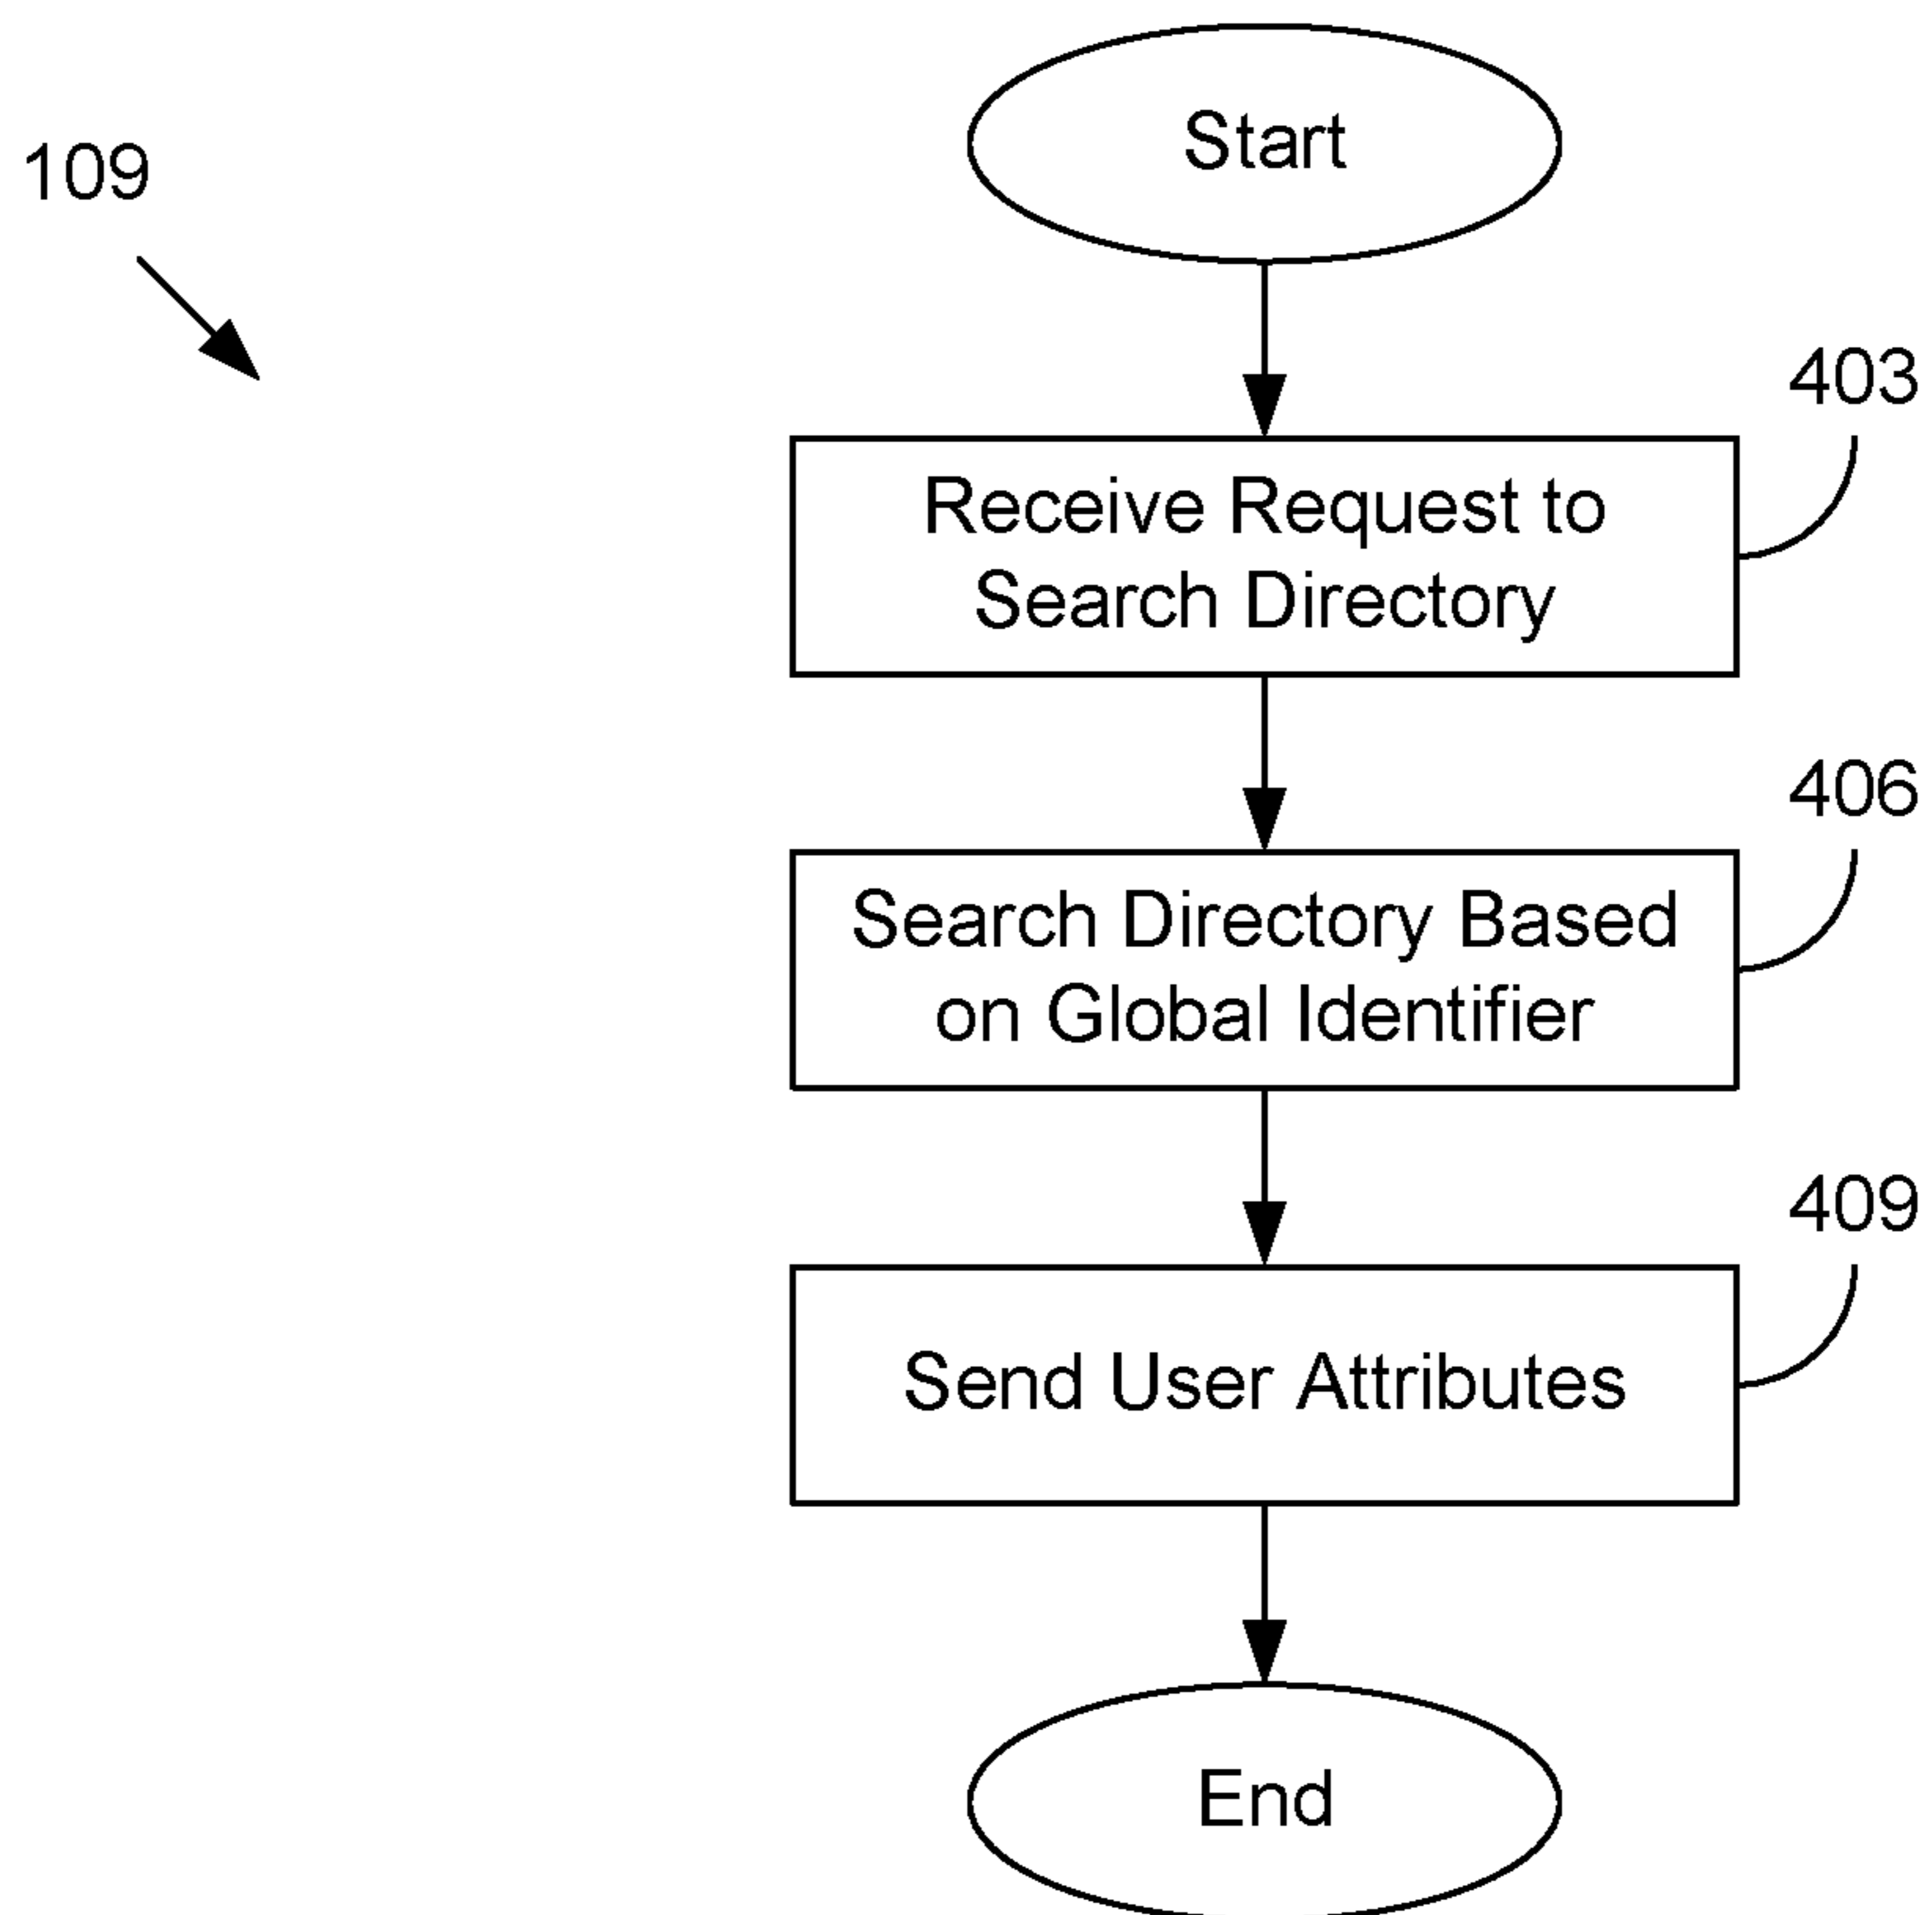 Start
109
403
Receive Request to
Search Directory
406
Search Directory Based
on Global Identifier
409
Send User Attributes
End